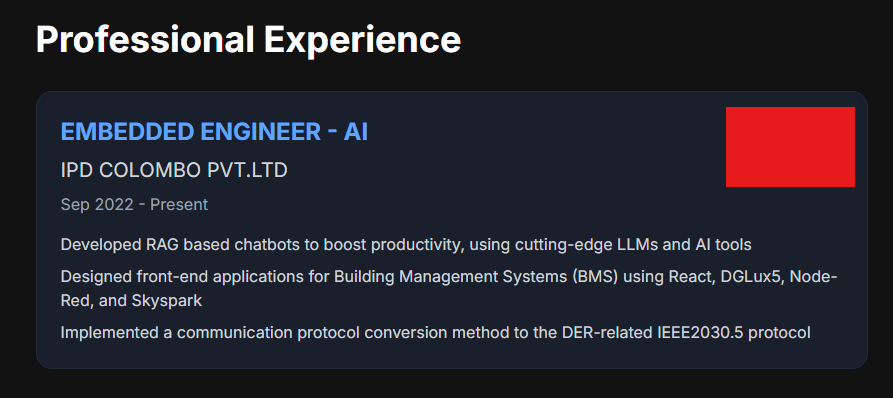 Professional Experience
EMBEDDED ENGINEER - AI
IPD COLOMBO PVT.LTD
Sep 2022 - Present
Developed RAG based chatbots to boost productivity, using cutting-edge LLMs and AI tools
Designed front-end applications for Building Management Systems (BMS) using React, DGLux5, Node-
Red, and Skyspark
Implemented a communication protocol conversion method to the DER-related IEEE2030.5 protocol